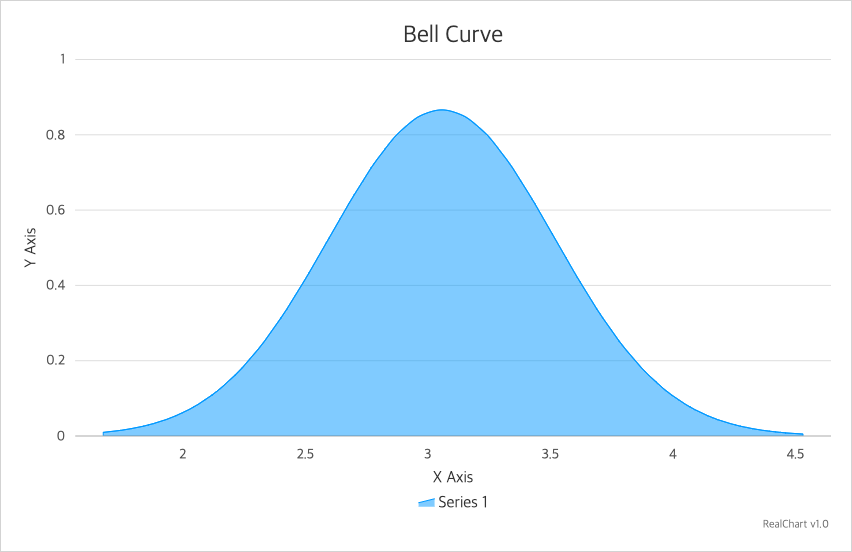 Bell Curve
1
0.8
0.6
0.4
0.2
0
Y Axis
2 2.5 3 3.5 4 4.5
X Axis
Series 1
RealChart v1.0